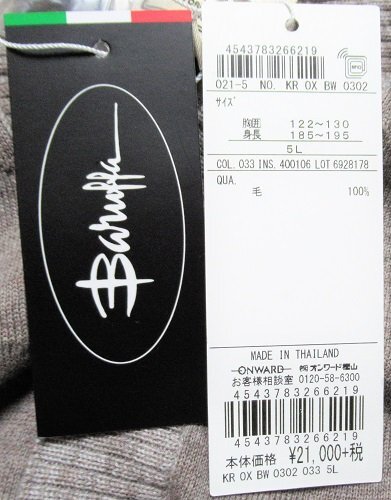 Baruffa
4543783266219
021-5 NO. KR OX BW 0302
サイズ
胸囲 122～130
身長 185～195
5L
COL. 033 INS. 400106 LOT 6928178
QUA.
毛 100%
MADE IN THAILAND
ONWARD ㈱オンワード樫山
お客様相談室 0120-58-6300
4543783266219
4543783266219
本体価格 ¥21,000+税
KR OX BW 0302 033 5L